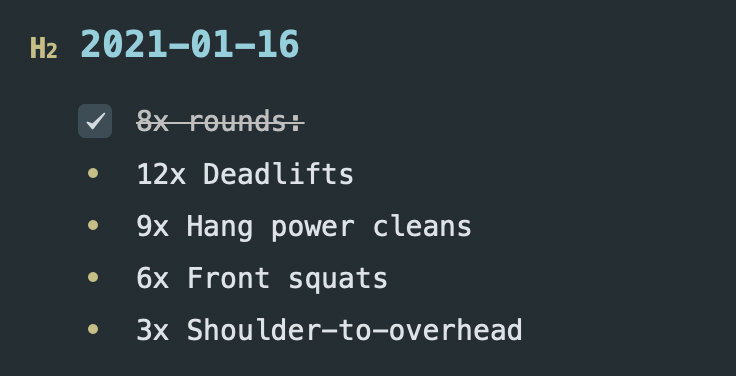 H2 2021-01-16
8x rounds:
12x Deadlifts
9x Hang power cleans
6x Front squats
3x Shoulder-to-overhead